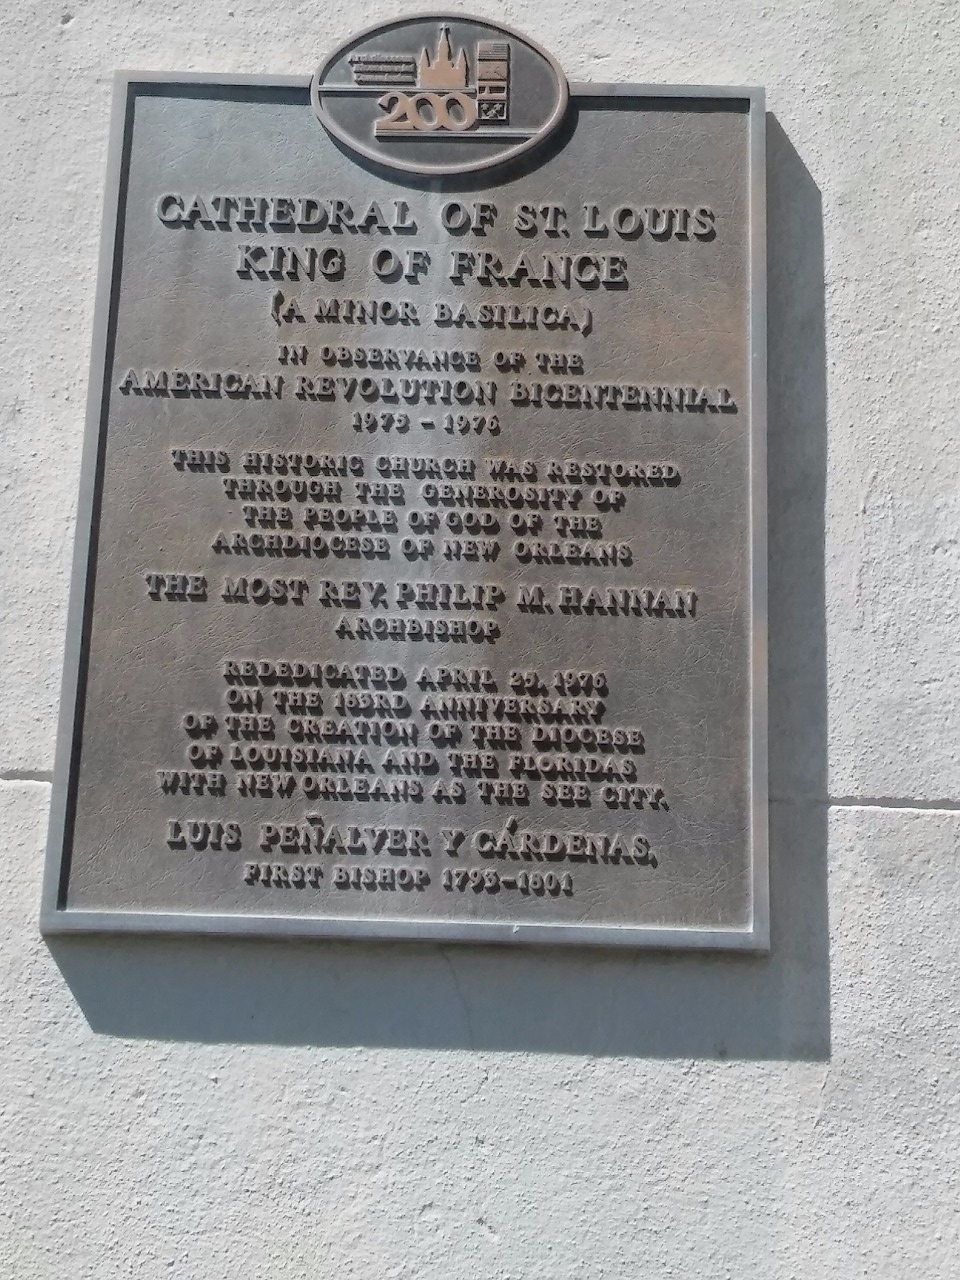 200
CATHEDRAL OF ST. LOUIS
KING OF FRANCE
(A MINOR BASILICA)
IN OBSERVANCE OF THE
AMERICAN REVOLUTION BICENTENNIAL
1975 - 1976
THIS HISTORIC CHURCH WAS RESTORED
THROUGH THE GENEROSITY OF
THE PEOPLE OF GOD OF THE
ARCHDIOCESE OF NEW ORLEANS
THE MOST REV. PHILIP M. HANNAN
ARCHBISHOP
REDEDICATED APRIL 25, 1976
ON THE 183RD ANNIVERSARY
OF THE CREATION OF THE DIOCESE
OF LOUISIANA AND THE FLORIDAS
WITH NEW ORLEANS AS THE SEE CITY.
LUIS PEÑALVER Y CÁRDENAS,
FIRST BISHOP 1793-1801